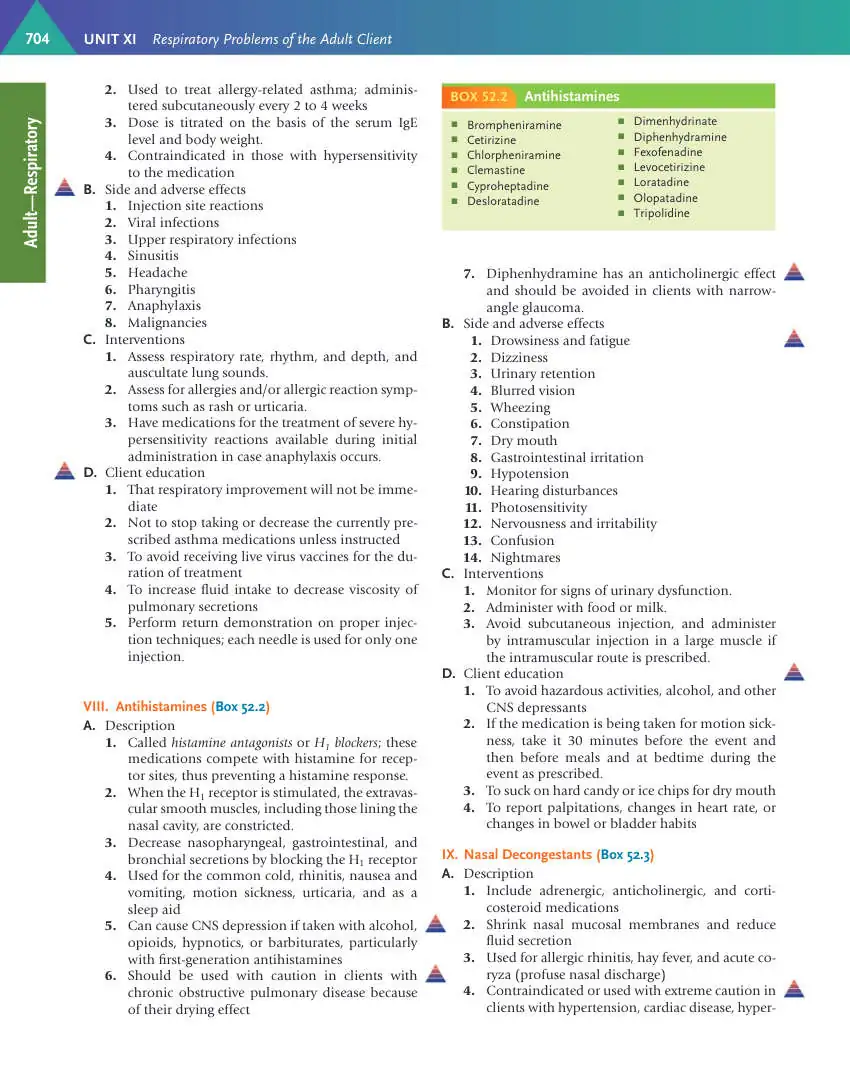 704 UNIT XI Respiratory Problems of the Adult Client
Adult—Respiratory
2. Used to treat allergy-related asthma; adminis-
tered subcutaneously every 2 to 4 weeks
3. Dose is titrated on the basis of the serum IgE
level and body weight.
4. Contraindicated in those with hypersensitivity
to the medication
B. Side and adverse effects
1. Injection site reactions
2. Viral infections
3. Upper respiratory infections
4. Sinusitis
5. Headache
6. Pharyngitis
7. Anaphylaxis
8. Malignancies
C. Interventions
1. Assess respiratory rate, rhythm, and depth, and
auscultate lung sounds.
2. Assess for allergies and/or allergic reaction symp-
toms such as rash or urticaria.
3. Have medications for the treatment of severe hy-
persensitivity reactions available during initial
administration in case anaphylaxis occurs.
D. Client education
1. That respiratory improvement will not be imme-
diate
2. Not to stop taking or decrease the currently pre-
scribed asthma medications unless instructed
3. To avoid receiving live virus vaccines for the du-
ration of treatment
4. To increase fluid intake to decrease viscosity of
pulmonary secretions
5. Perform return demonstration on proper injec-
tion techniques; each needle is used for only one
injection.
VIII. Antihistamines (Box 52.2)
A. Description
1. Called histamine antagonists or H1 blockers; these
medications compete with histamine for recep-
tor sites, thus preventing a histamine response.
2. When the H1 receptor is stimulated, the extravas-
cular smooth muscles, including those lining the
nasal cavity, are constricted.
3. Decrease nasopharyngeal, gastrointestinal, and
bronchial secretions by blocking the H1 receptor
4. Used for the common cold, rhinitis, nausea and
vomiting, motion sickness, urticaria, and as a
sleep aid
5. Can cause CNS depression if taken with alcohol,
opioids, hypnotics, or barbiturates, particularly
with first-generation antihistamines
6. Should be used with caution in clients with
chronic obstructive pulmonary disease because
of their drying effect
BOX 52.2 Antihistamines
■ Brompheniramine
■ Cetirizine
■ Chlorpheniramine
■ Clemastine
■ Cyproheptadine
■ Desloratadine
■ Dimenhydrinate
■ Diphenhydramine
■ Fexofenadine
■ Levocetirizine
■ Loratadine
■ Olopatadine
■ Tripolidine
7. Diphenhydramine has an anticholinergic effect
and should be avoided in clients with narrow-
angle glaucoma.
B. Side and adverse effects
1. Drowsiness and fatigue
2. Dizziness
3. Urinary retention
4. Blurred vision
5. Wheezing
6. Constipation
7. Dry mouth
8. Gastrointestinal irritation
9. Hypotension
10. Hearing disturbances
11. Photosensitivity
12. Nervousness and irritability
13. Confusion
14. Nightmares
C. Interventions
1. Monitor for signs of urinary dysfunction.
2. Administer with food or milk.
3. Avoid subcutaneous injection, and administer
by intramuscular injection in a large muscle if
the intramuscular route is prescribed.
D. Client education
1. To avoid hazardous activities, alcohol, and other
CNS depressants
2. If the medication is being taken for motion sick-
ness, take it 30 minutes before the event and
then before meals and at bedtime during the
event as prescribed.
3. To suck on hard candy or ice chips for dry mouth
4. To report palpitations, changes in heart rate, or
changes in bowel or bladder habits
IX. Nasal Decongestants (Box 52.3)
A. Description
1. Include adrenergic, anticholinergic, and corti-
costeroid medications
2. Shrink nasal mucosal membranes and reduce
fluid secretion
3. Used for allergic rhinitis, hay fever, and acute co-
ryza (profuse nasal discharge)
4. Contraindicated or used with extreme caution in
clients with hypertension, cardiac disease, hyper-